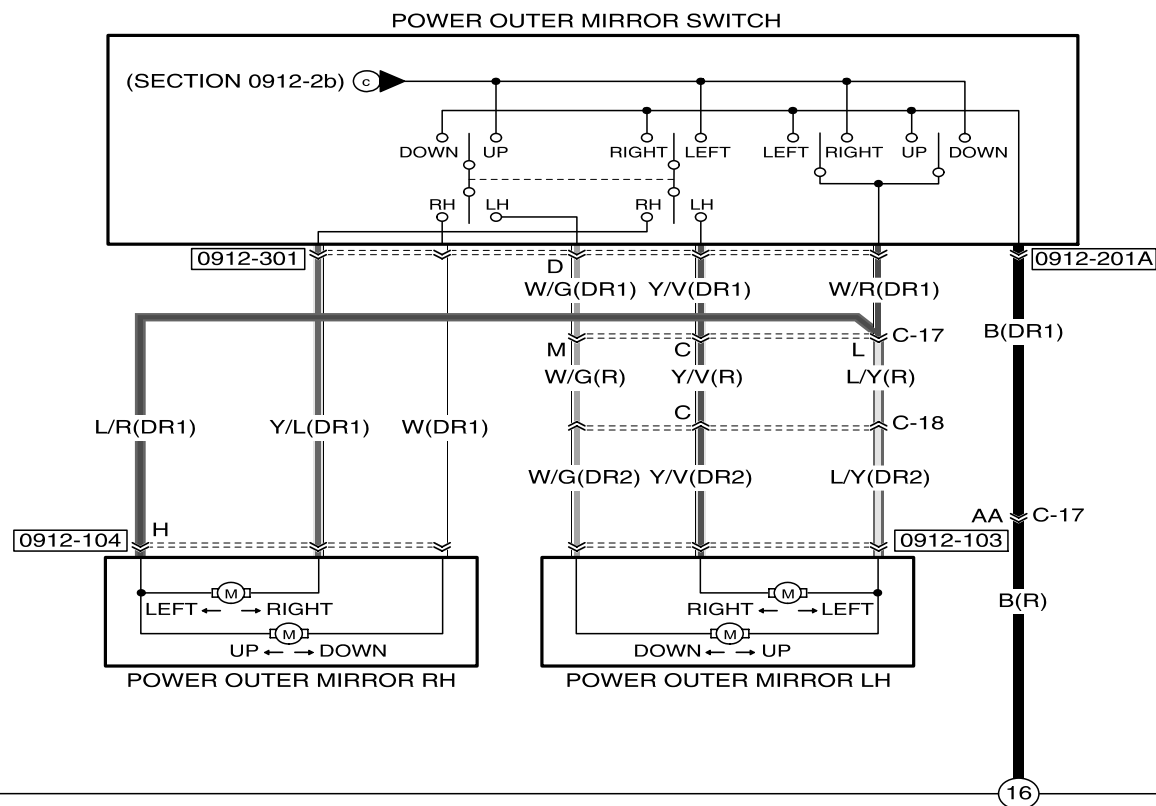 POWER OUTER MIRROR SWITCH
(SECTION 0912-2b) c
DOWN UP RIGHT LEFT LEFT RIGHT UP DOWN
RH LH RH LH
0912-301 0912-201A
D
W/G(DR1) Y/V(DR1) W/R(DR1)
B(DR1)
M C L C-17
W/G(R) Y/V(R) L/Y(R)
C C-18
L/R(DR1) Y/L(DR1) W(DR1)
W/G(DR2) Y/V(DR2) L/Y(DR2)
AA C-17
H
0912-104 0912-103
M M
LEFT RIGHT RIGHT LEFT
B(R)
M M
UP DOWN DOWN UP
POWER OUTER MIRROR RH POWER OUTER MIRROR LH
16